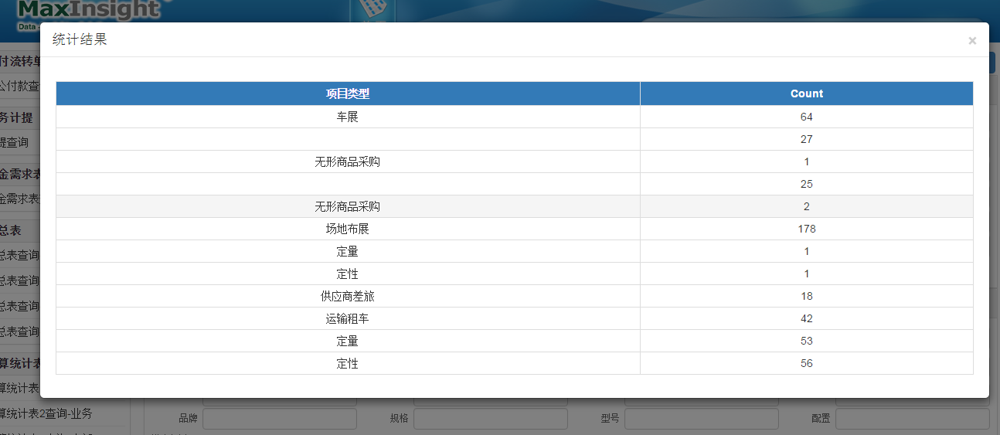 MaxInsight
Data -
统计结果
×
项目类型 Count
车展 64
27
无形商品采购 1
25
无形商品采购 2
场地布展 178
定量 1
定性 1
供应商差旅 18
运输租车 42
定量 53
定性 56
付流转单
公付款查
务计提
提查询
金需求表
金需求表
总表
总表查询
总表查询
总表查询
总表查询
算统计表
算统计表
算统计表2查询-业务
品牌 规格 型号 配置